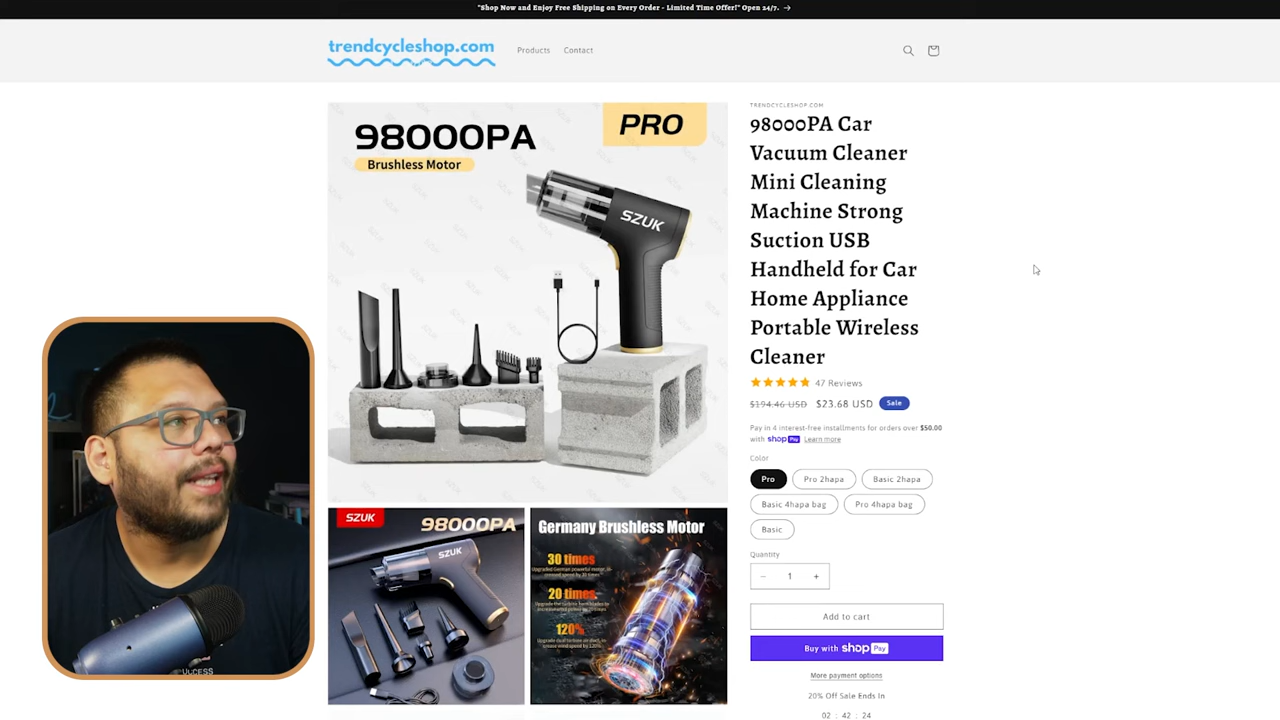 "Shop Now and Enjoy Free Shipping on Every Order - Limited Time Offer!" Open 24/7. →
trendcycleshop.com
Products
Contact
98000PA
Brushless Motor
PRO
SZUK
TRENDCYCLESHOP.COM
98000PA Car
Vacuum Cleaner
Mini Cleaning
Machine Strong
Suction USB
Handheld for Car
Home Appliance
Portable Wireless
Cleaner
47 Reviews
$194.46 USD $23.68 USD Sale
Pay in 4 interest-free installments for orders over $50.00
with shop Pay Learn more
Color
Pro
Pro 2hapa
Basic 2hapa
Basic 4hapa bag
Pro 4hapa bag
Basic
Quantity
− 1 +
Add to cart
Buy with shop Pay
More payment options
20% Off Sale Ends In
02 : 42 : 24
SZUK
98000PA
SZUK
Germany Brushless Motor
30 times
20 times
120%